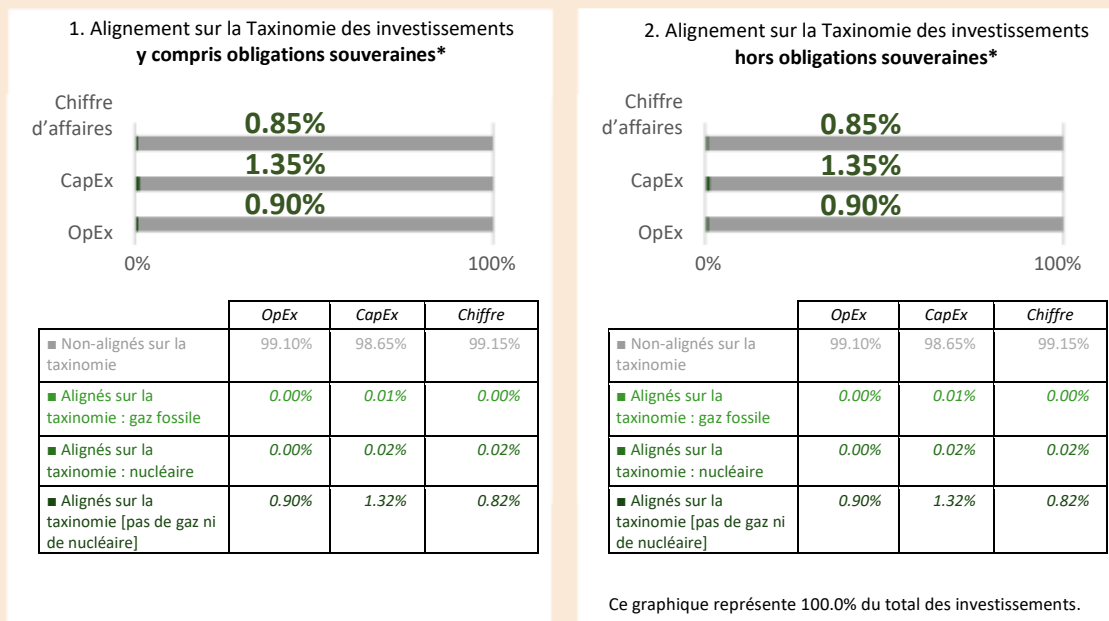 1. Alignement sur la Taxinomie des investissements
y compris obligations souveraines*
Chiffre
d'affaires
0.85%
CapEx
1.35%
OpEx
0.90%
0%
100%
OpEx CapEx Chiffre
■ Non-alignés sur la
taxinomie
99.10% 98.65% 99.15%
■ Alignés sur la
taxinomie : gaz fossile
0.00% 0.01% 0.00%
■ Alignés sur la
taxinomie : nucléaire
0.00% 0.02% 0.02%
■ Alignés sur la
taxinomie [pas de gaz ni
de nucléaire]
0.90% 1.32% 0.82%
2. Alignement sur la Taxinomie des investissements
hors obligations souveraines*
Chiffre
d'affaires
0.85%
CapEx
1.35%
OpEx
0.90%
0%
100%
OpEx CapEx Chiffre
■ Non-alignés sur la
taxinomie
99.10% 98.65% 99.15%
■ Alignés sur la
taxinomie : gaz fossile
0.00% 0.01% 0.00%
■ Alignés sur la
taxinomie : nucléaire
0.00% 0.02% 0.02%
■ Alignés sur la
taxinomie [pas de gaz ni
de nucléaire]
0.90% 1.32% 0.82%
Ce graphique représente 100.0% du total des investissements.